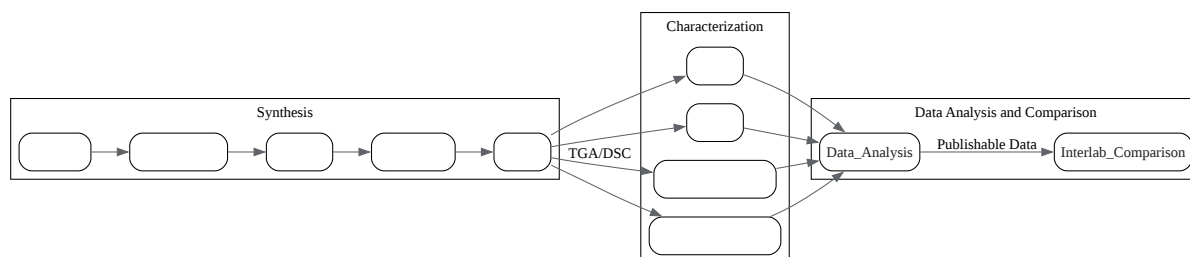 Synthesis
TGA/DSC
Characterization
Data Analysis and Comparison
Data_Analysis
Publishable Data
Interlab_Comparison